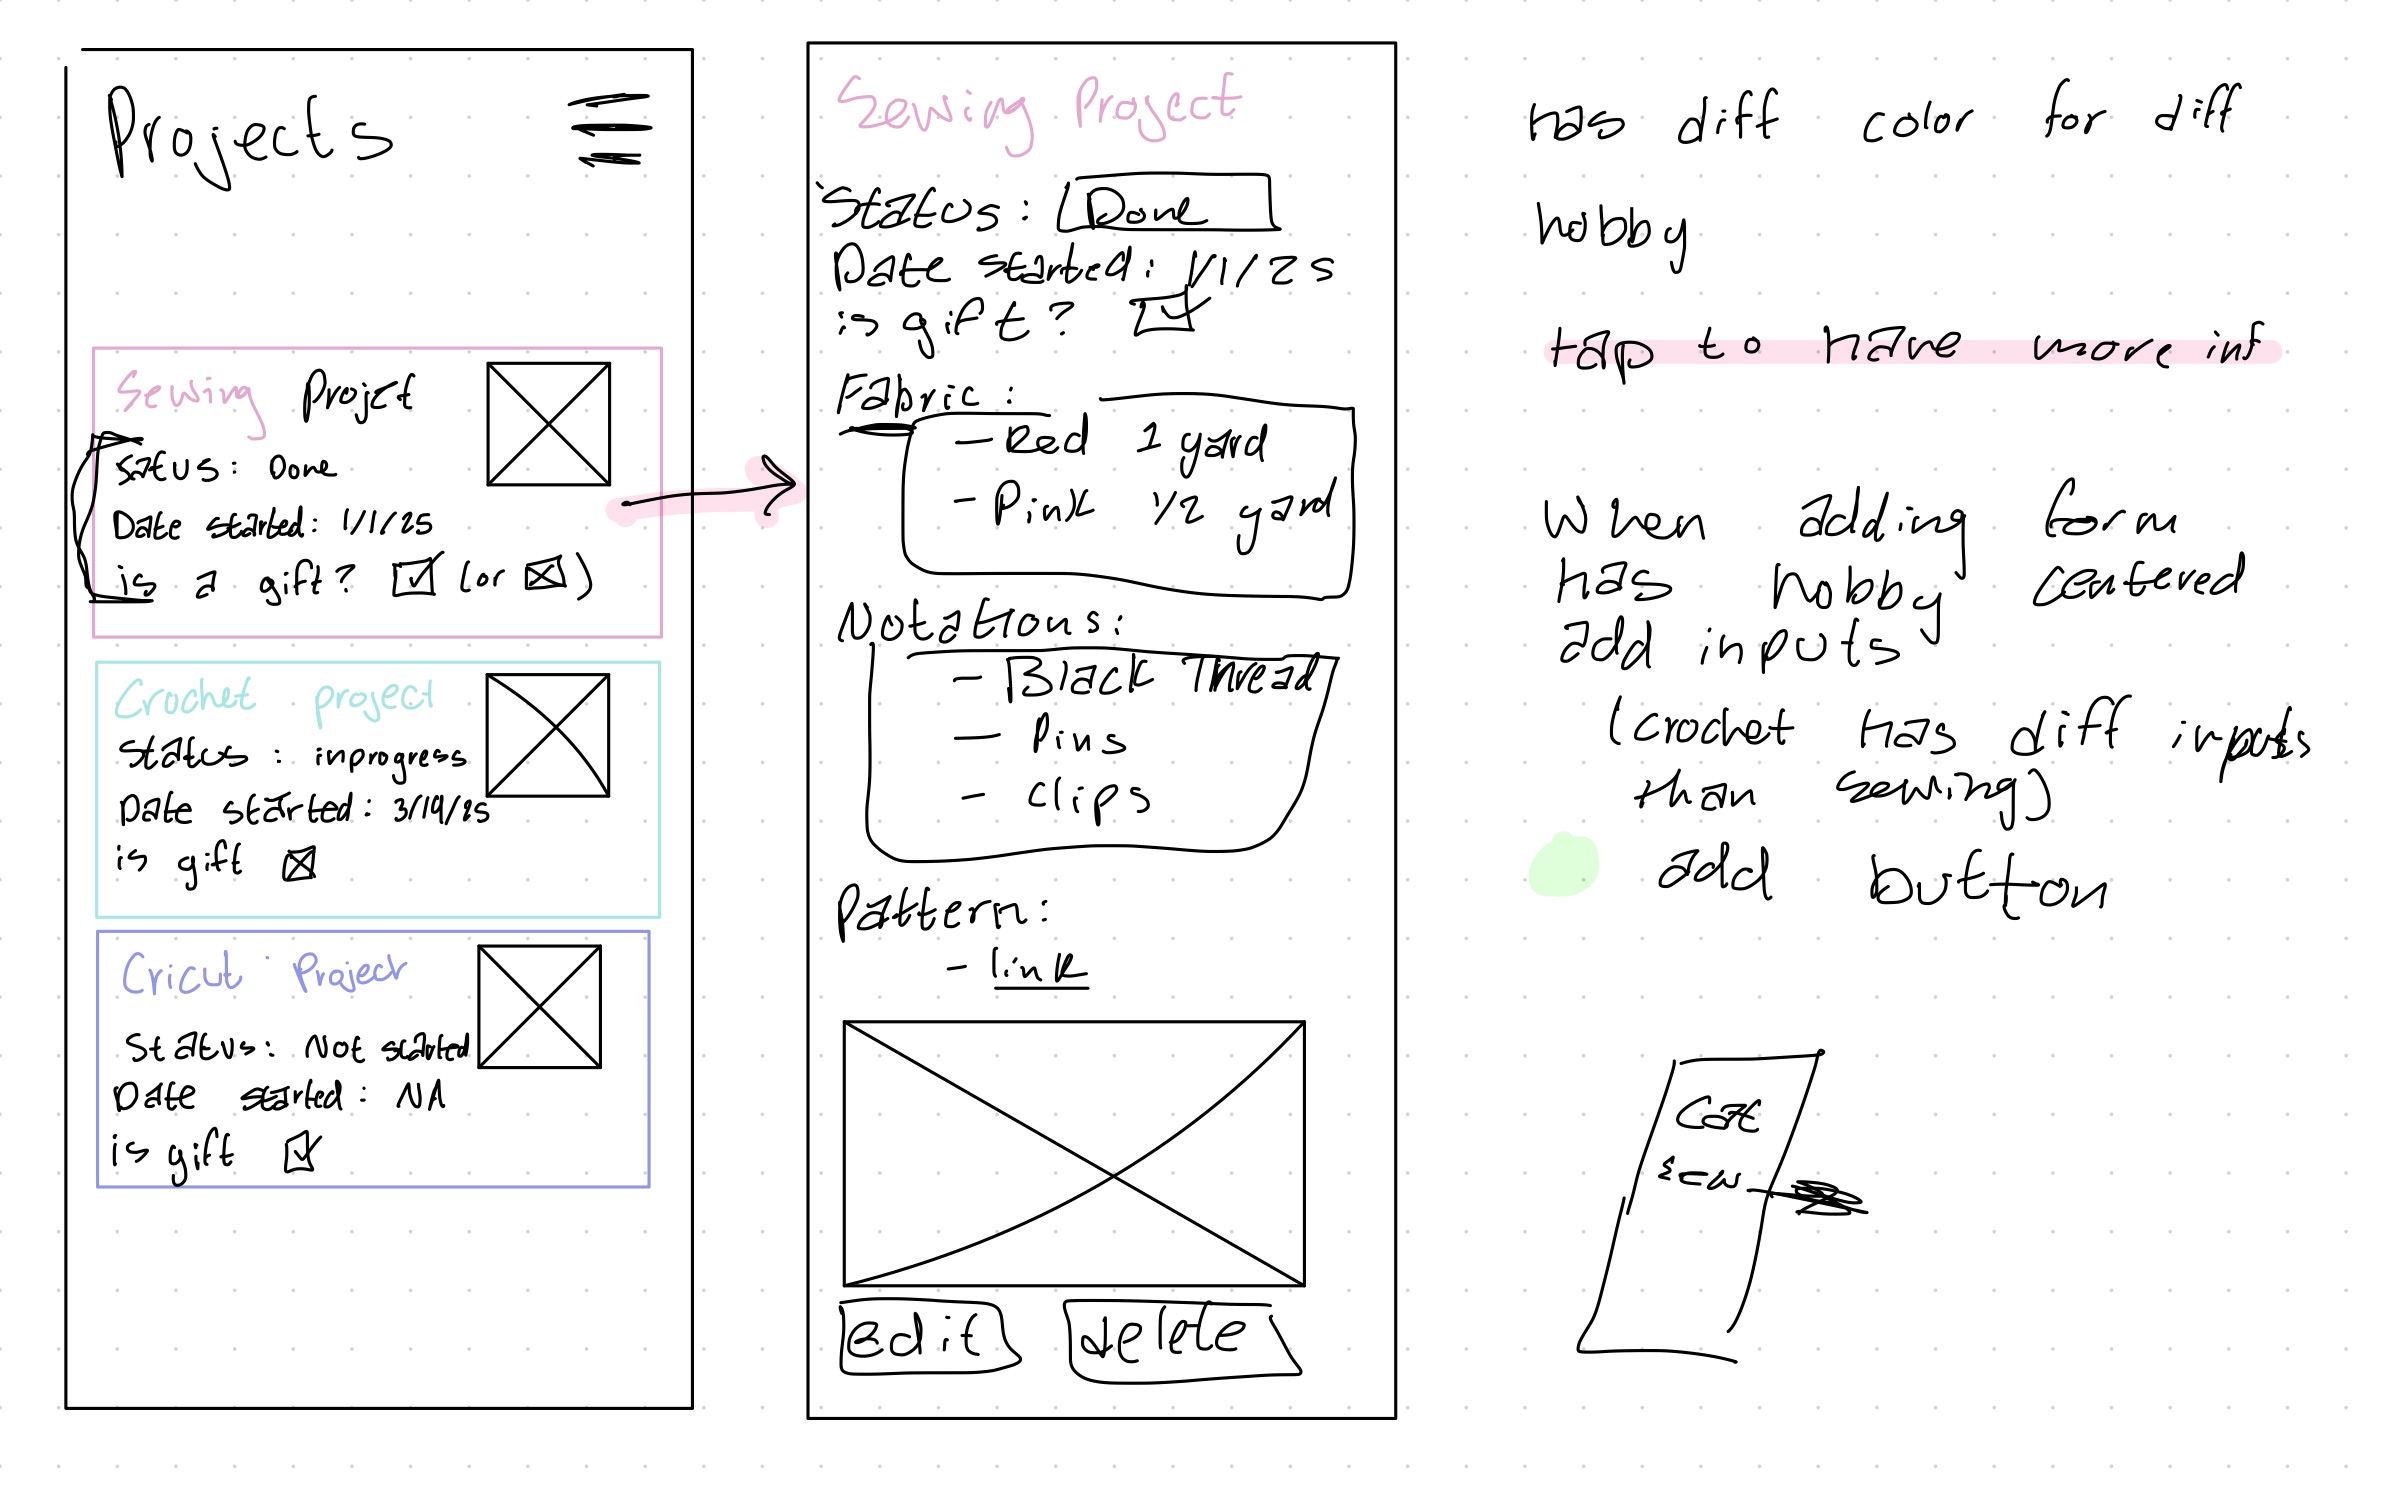 Projects
Sewing Project
Satus: Done
Date started: 1/1/25
is a gift? (or )
Crochet project
Status: inprogress
Date started: 3/19/25
is gift
Cricut Project
Status: Not started
Date started: NA
is gift
Sewing Project
Status: Done
Date started: 1/1/25
is gift?
Fabric:
- Red 1 yard
- Pink 1/2 yard
Notations:
- Black Thread
- Pins
- Clips
Pattern:
- link
edit delete
has diff color for diff
hobby
tap to have more inf
When adding form
has hobby centered
add inputs
(crochet has diff inputs
than sewing)
add button
Sew